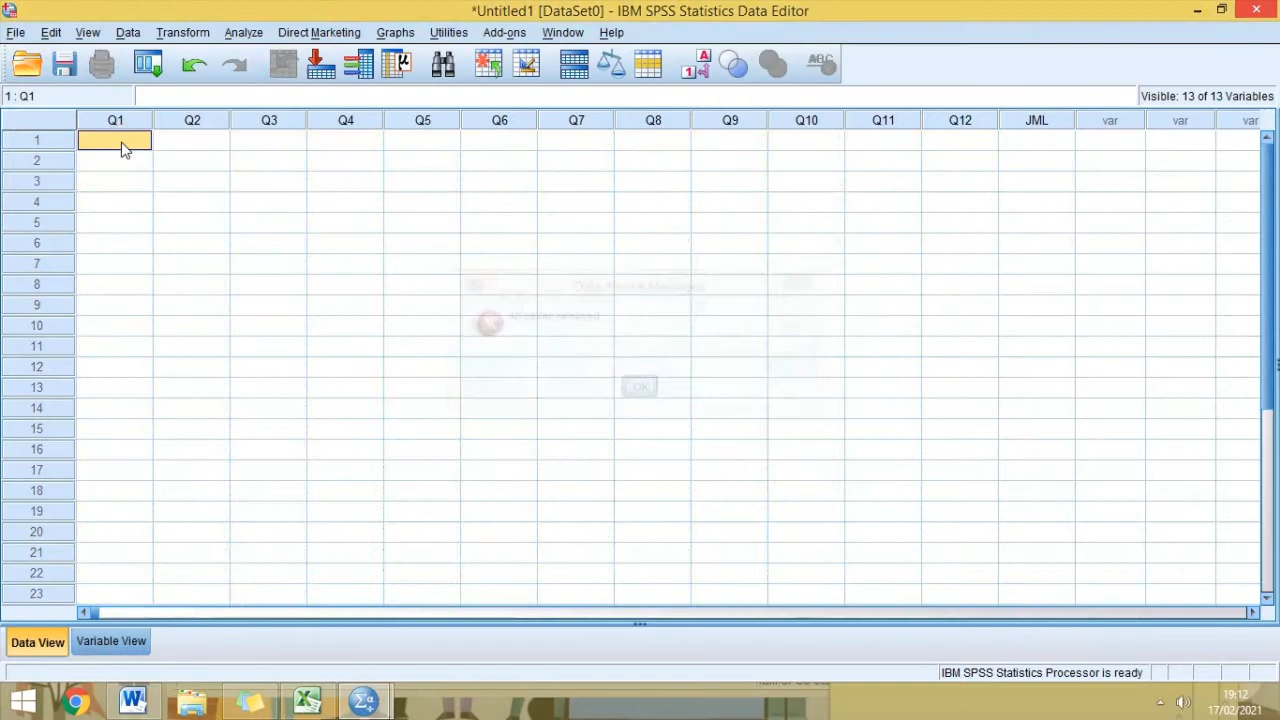 *Untitled1 [DataSet0] - IBM SPSS Statistics Data Editor
File Edit View Data Transform Analyze Direct Marketing Graphs Utilities Add-ons Window Help
A
1
ABC
μ
1 : Q1
Visible: 13 of 13 Variables
Q1 Q2 Q3 Q4 Q5 Q6 Q7 Q8 Q9 Q10 Q11 Q12 JML var var var
1
2
3
4
5
6
7
8
9
10
11
12
13
OK
14
15
16
17
18
19
20
21
22
23
Data View Variable View
IBM SPSS Statistics Processor is ready
19:12
17/02/2021